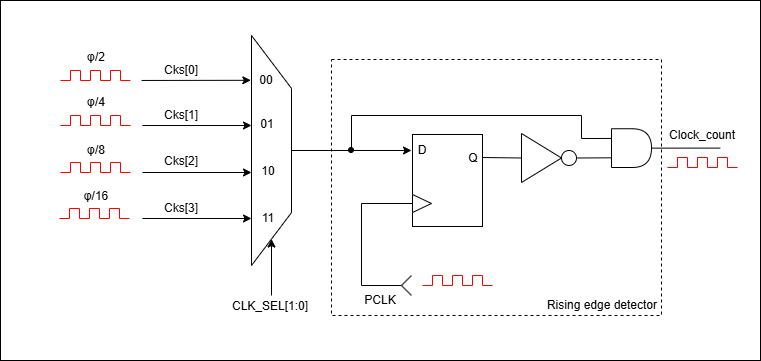 φ/2
Cks[0]
00
φ/4
Cks[1]
01
φ/8
Cks[2]
10
φ/16
Cks[3]
11
CLK_SEL[1:0]
D
Q
PCLK
Clock_count
Rising edge detector